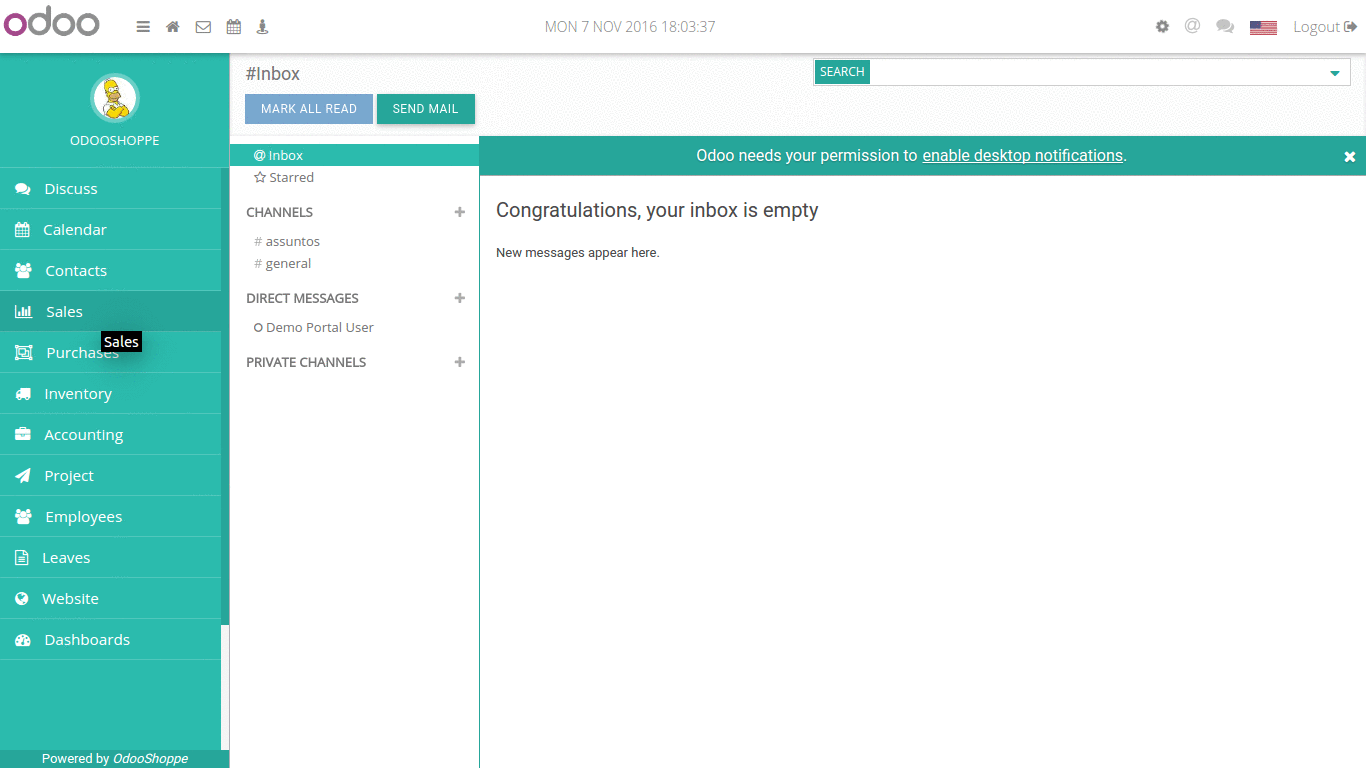 odoo
MON 7 NOV 2016 18:03:37
Logout
ODOOSHOPPE
Discuss
Calendar
Contacts
Sales
Sales
Purchases
Inventory
Accounting
Project
Employees
Leaves
Website
Dashboards
Powered by OdooShoppe
#Inbox
SEARCH
MARK ALL READ
SEND MAIL
@ Inbox
Starred
CHANNELS +
# assuntos
# general
DIRECT MESSAGES +
Demo Portal User
PRIVATE CHANNELS +
Odoo needs your permission to enable desktop notifications.
Congratulations, your inbox is empty
New messages appear here.